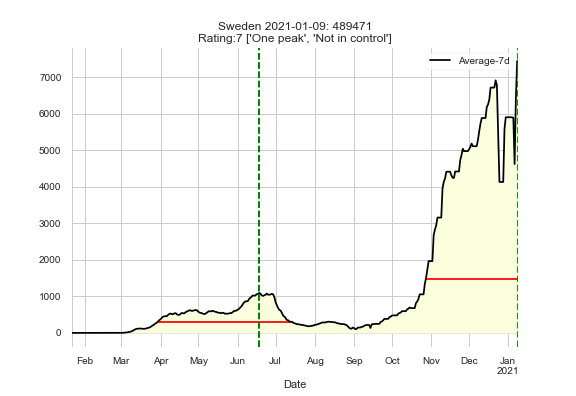 Sweden 2021-01-09: 489471
Rating:7 ['One peak', 'Not in control']
Average-7d
7000
6000
5000
4000
3000
2000
1000
0
Feb Mar Apr May Jun Jul Aug Sep Oct Nov Dec Jan
2021
Date